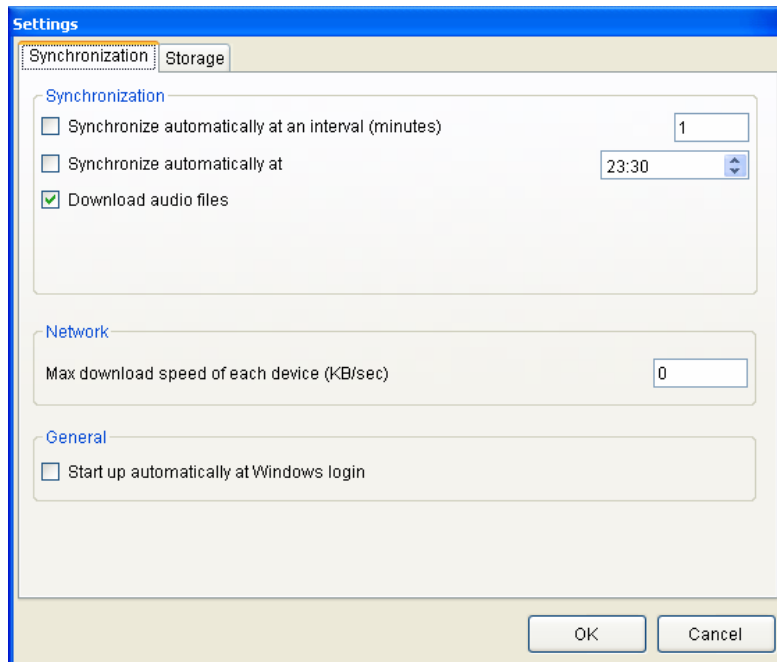 Settings
Synchronization Storage
Synchronization
Synchronize automatically at an interval (minutes) 1
Synchronize automatically at 23:30
Download audio files
Network
Max download speed of each device (KB/sec) 0
General
Start up automatically at Windows login
OK Cancel